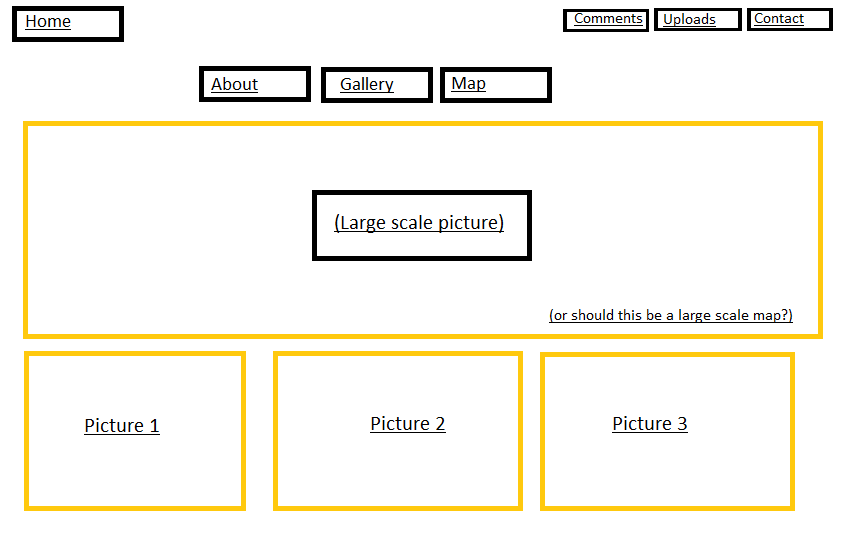 Home
Comments
Uploads
Contact
About
Gallery
Map
(Large scale picture)
(or should this be a large scale map?)
Picture 1
Picture 2
Picture 3